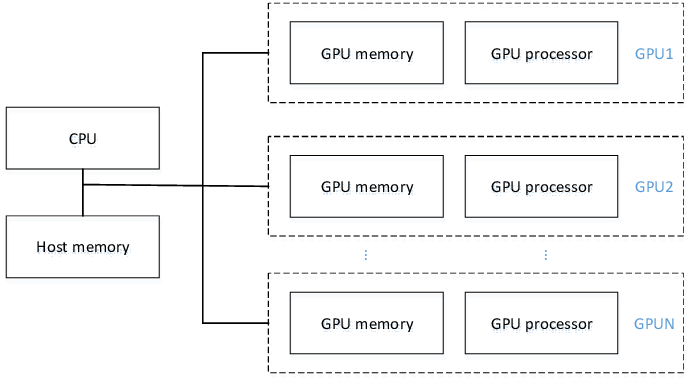 GPU memory
GPU processor
GPU1
CPU
GPU memory
GPU processor
GPU2
Host memory
⋮
⋮
GPU memory
GPU processor
GPUN